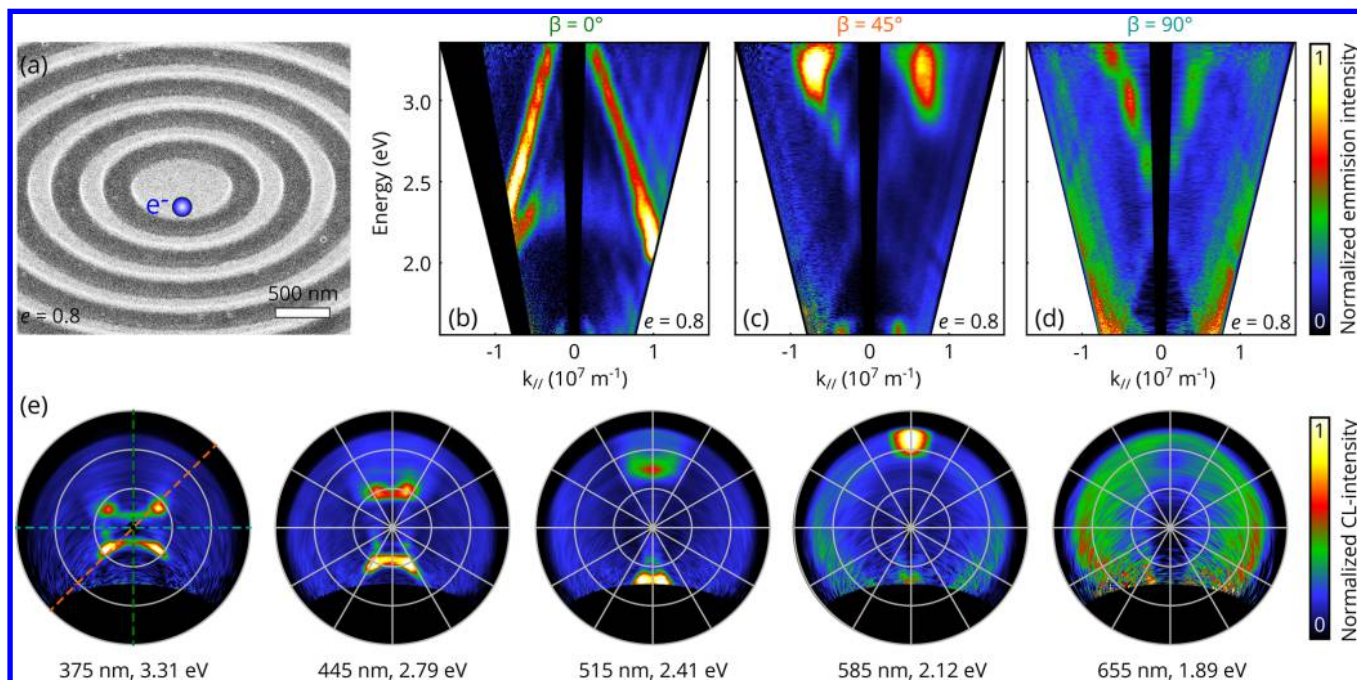 β = 0°
β = 45°
β = 90°
(a)
e⁻
500 nm
e = 0.8
Energy (eV)
3.0
2.5
2.0
(b)
e = 0.8
(c)
e = 0.8
(d)
e = 0.8
-1
0
1
-1
0
1
-1
0
1
k// (10⁷ m⁻¹)
k// (10⁷ m⁻¹)
k// (10⁷ m⁻¹)
1
0
Normalized emmision intensity
(e)
1
0
Normalized CL-intensity
375 nm, 3.31 eV
445 nm, 2.79 eV
515 nm, 2.41 eV
585 nm, 2.12 eV
655 nm, 1.89 eV